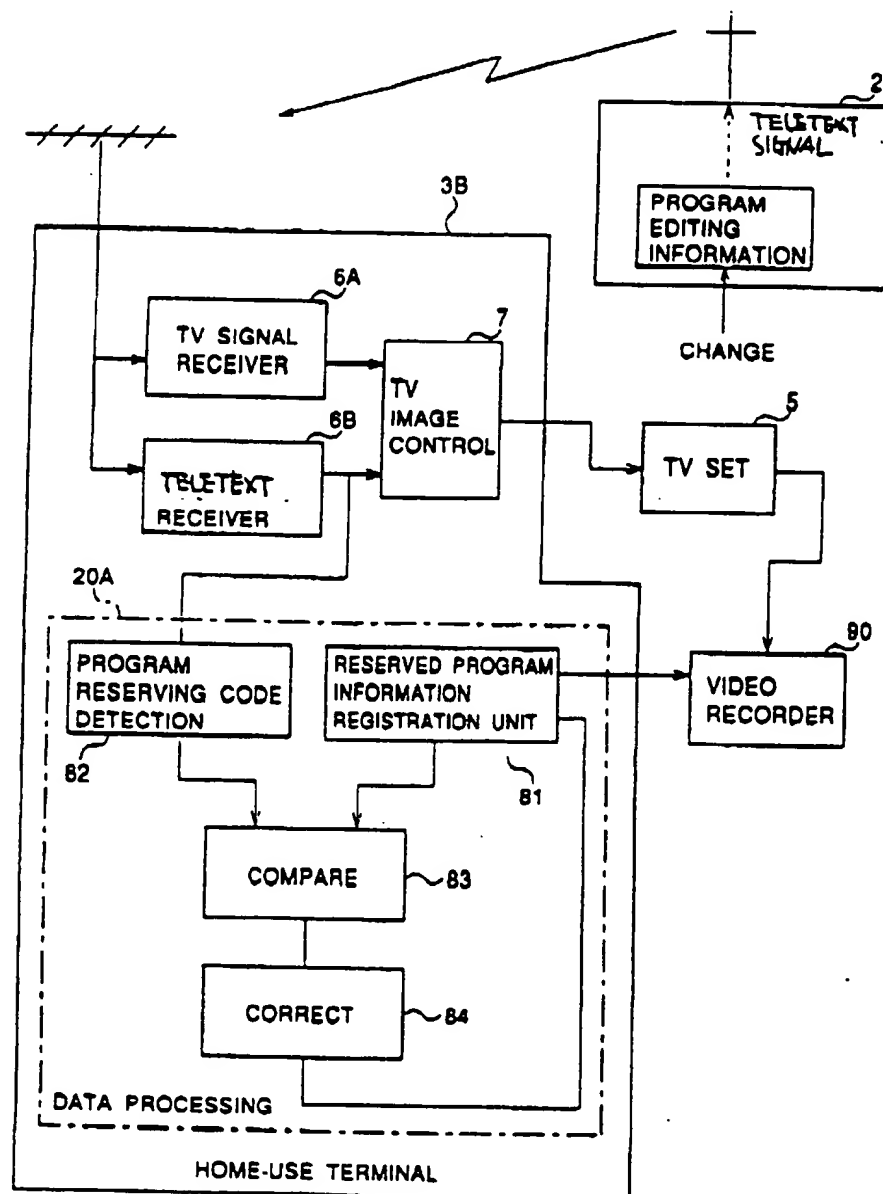 2
TELETEXT
SIGNAL
3B
PROGRAM
EDITING
INFORMATION
6A
TV SIGNAL
RECEIVER
7
CHANGE
TV
IMAGE
CONTROL
6B
5
TELETEXT
RECEIVER
TV SET
20A
90
PROGRAM
RESERVING CODE
DETECTION
RESERVED PROGRAM
INFORMATION
REGISTRATION UNIT
VIDEO
RECORDER
82
81
COMPARE
83
CORRECT
84
DATA PROCESSING
HOME-USE TERMINAL